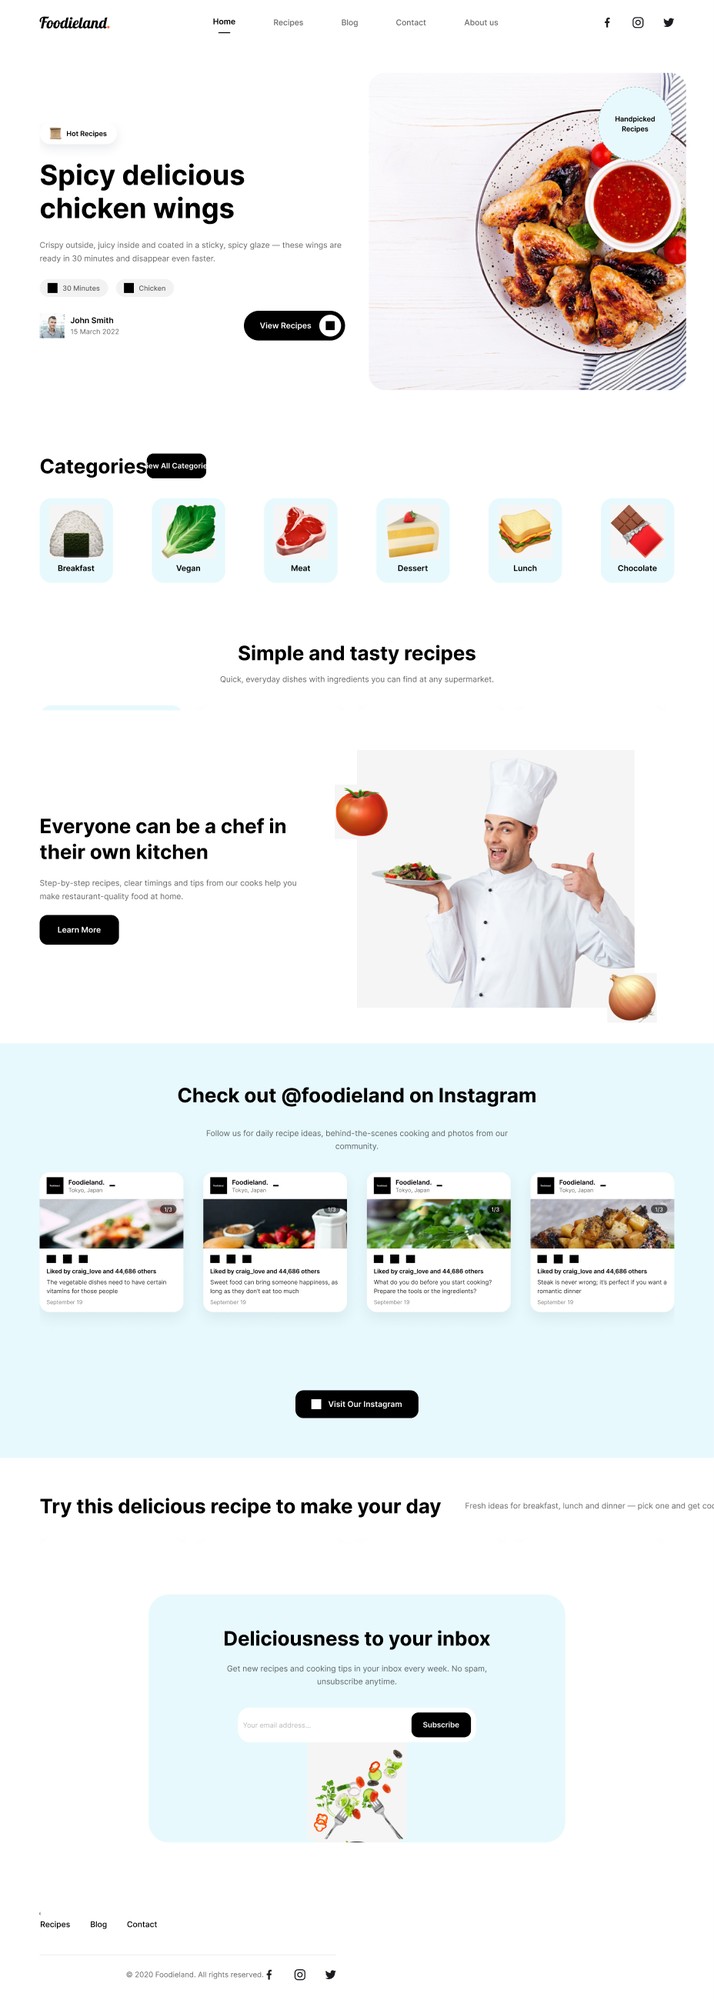 Foodieland.
Home
Recipes
Blog
Contact
About us
Handpicked
Recipes
Hot Recipes
Spicy delicious
chicken wings
Crispy outside, juicy inside and coated in a sticky, spicy glaze — these wings are
ready in 30 minutes and disappear even faster.
30 Minutes
Chicken
John Smith
15 March 2022
View Recipes
Categories
iew All Categorie
Breakfast
Vegan
Meat
Dessert
Lunch
Chocolate
Simple and tasty recipes
Quick, everyday dishes with ingredients you can find at any supermarket.
Everyone can be a chef in
their own kitchen
Step-by-step recipes, clear timings and tips from our cooks help you
make restaurant-quality food at home.
Learn More
Check out @foodieland on Instagram
Follow us for daily recipe ideas, behind-the-scenes cooking and photos from our
community.
Foodieland.
Tokyo, Japan
1/3
Liked by craig_love and 44,686 others
The vegetable dishes need to have certain
vitamins for those people
September 19
Foodieland.
Tokyo, Japan
1/3
Liked by craig_love and 44,686 others
Sweet food can bring someone happiness, as
long as they don't eat too much
September 19
Foodieland.
Tokyo, Japan
1/3
Liked by craig_love and 44,686 others
What do you do before you start cooking?
Prepare the tools or the ingredients?
September 19
Foodieland.
Tokyo, Japan
1/3
Liked by craig_love and 44,686 others
Steak is never wrong; it's perfect if you want a
romantic dinner
September 19
Visit Our Instagram
Try this delicious recipe to make your day
Fresh ideas for breakfast, lunch and dinner — pick one and get coo
Deliciousness to your inbox
Get new recipes and cooking tips in your inbox every week. No spam,
unsubscribe anytime.
Your email address...
Subscribe
Recipes
Blog
Contact
© 2020 Foodieland. All rights reserved.